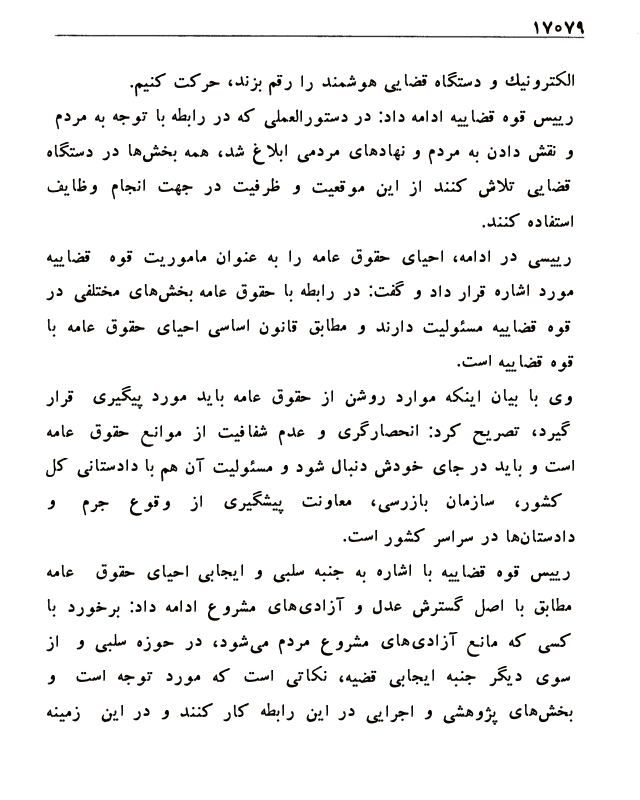 ۱۷۰۷۹
الکترونیك و دستگاه قضایی هوشمند را رقم بزند، حرکت کنیم.
رییس قوه قضاییه ادامه داد: در دستورالعملی که در رابطه با توجه به مردم
و نقش دادن به مردم و نهادهای مردمی ابلاغ شد، همه بخش‌ها در دستگاه
قضایی تلاش کنند از این موقعیت و ظرفیت در جهت انجام وظایف
استفاده کنند.
رییسی در ادامه، احیای حقوق عامه را به عنوان ماموریت قوه قضاییه
مورد اشاره قرار داد و گفت: در رابطه با حقوق عامه بخش‌های مختلفی در
قوه قضاییه مسئولیت دارند و مطابق قانون اساسی احیای حقوق عامه با
قوه قضاییه است.
وی با بیان اینکه موارد روشن از حقوق عامه باید مورد پیگیری قرار
گیرد، تصریح کرد: انحصارگری و عدم شفافیت از موانع حقوق عامه
است و باید در جای خودش دنبال شود و مسئولیت آن هم با دادستانی کل
کشور، سازمان بازرسی، معاونت پیشگیری از وقوع جرم و
دادستان‌ها در سراسر کشور است.
رییس قوه قضاییه با اشاره به جنبه سلبی و ایجابی احیای حقوق عامه
مطابق با اصل گسترش عدل و آزادی‌های مشروع ادامه داد: برخورد با
کسی که مانع آزادی‌های مشروع مردم می‌شود، در حوزه سلبی و از
سوی دیگر جنبه ایجابی قضیه، نکاتی است که مورد توجه است و
بخش‌های پژوهشی و اجرایی در این رابطه کار کنند و در این زمینه